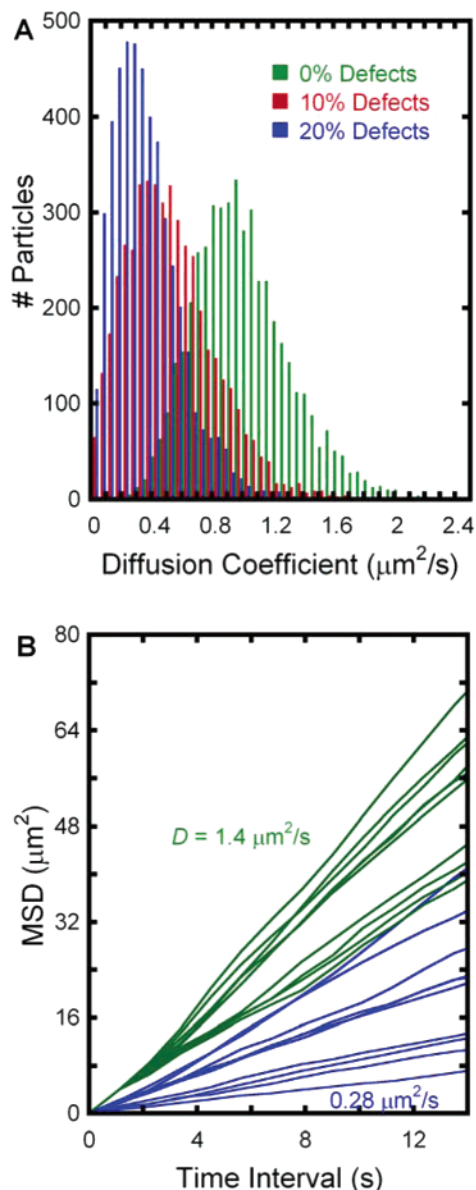 A
500
400
300
200
100
0
# Particles
0% Defects
10% Defects
20% Defects
0 0.4 0.8 1.2 1.6 2 2.4
Diffusion Coefficient (μm²/s)
B
80
64
48
32
16
0
MSD (μm²)
D = 1.4 μm²/s
0.28 μm²/s
0 4 8 12
Time Interval (s)